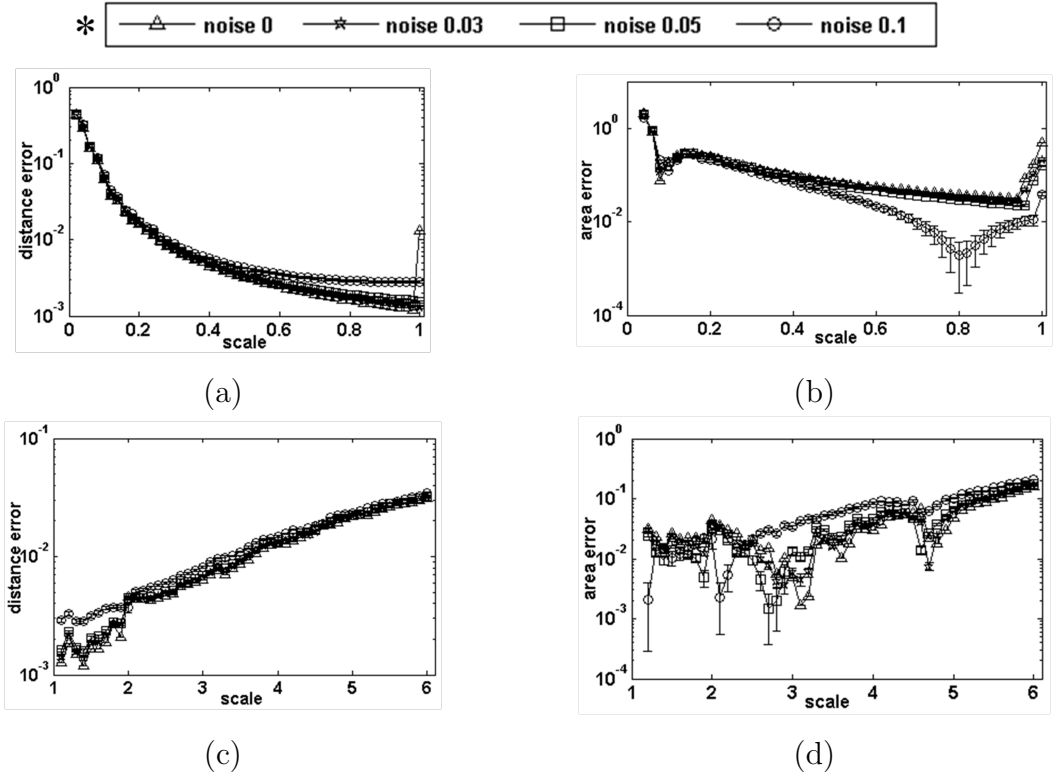 * noise 0 noise 0.03 noise 0.05 noise 0.1
10^0
10^-1
10^-2
10^-3
distance error
0 0.2 0.4 0.6 0.8 1
scale
(a)
10^0
10^-2
10^-4
area error
0 0.2 0.4 0.6 0.8 1
scale
(b)
10^-1
10^-2
10^-3
distance error
1 2 3 4 5 6
scale
(c)
10^0
10^-1
10^-2
10^-3
10^-4
area error
1 2 3 4 5 6
scale
(d)